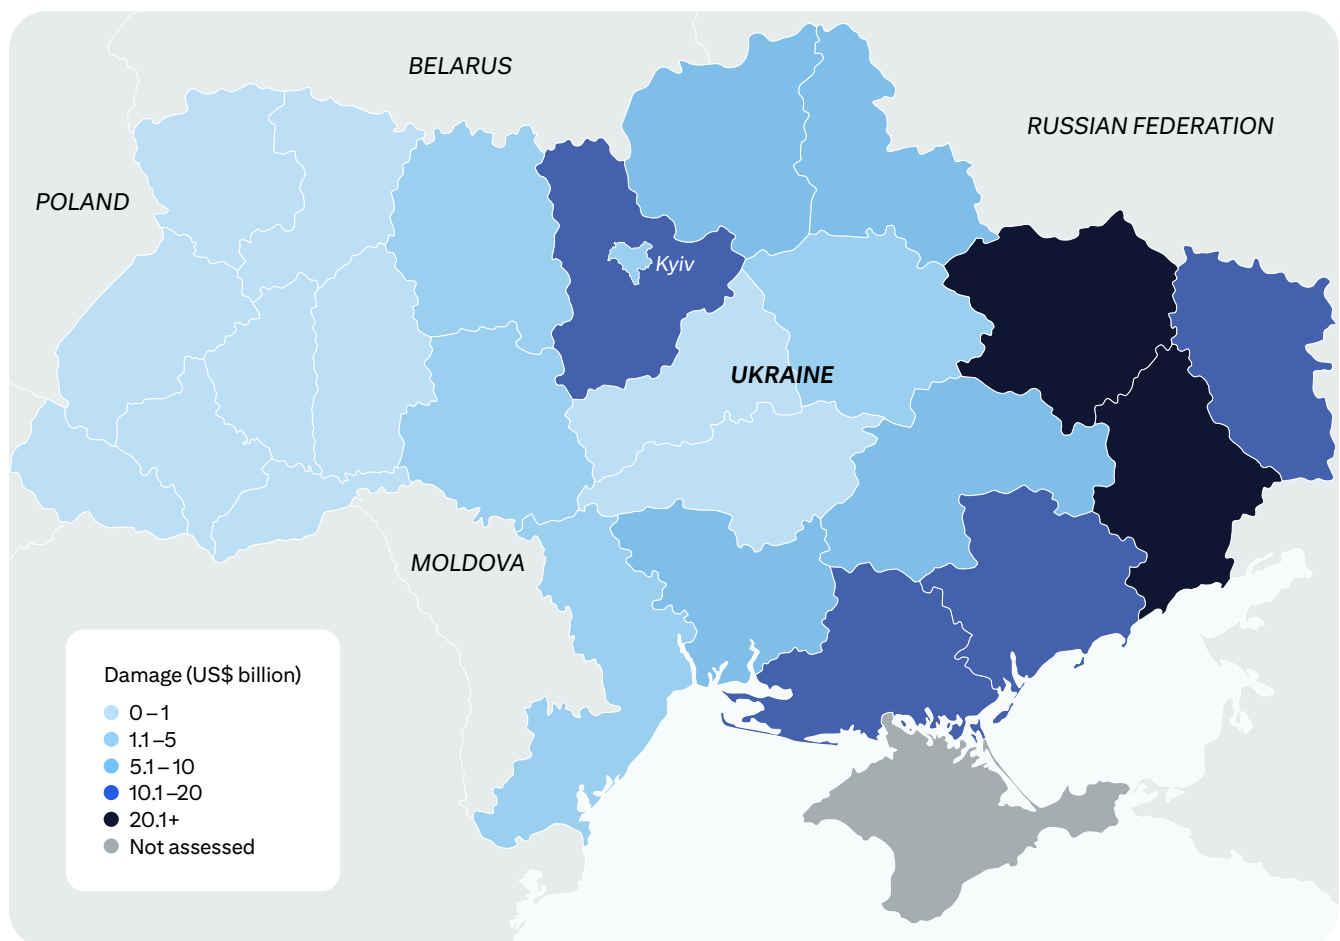 BELARUS
RUSSIAN FEDERATION
POLAND
Kyiv
UKRAINE
MOLDOVA
Damage (US$ billion)
0–1
1.1–5
5.1–10
10.1–20
20.1+
Not assessed